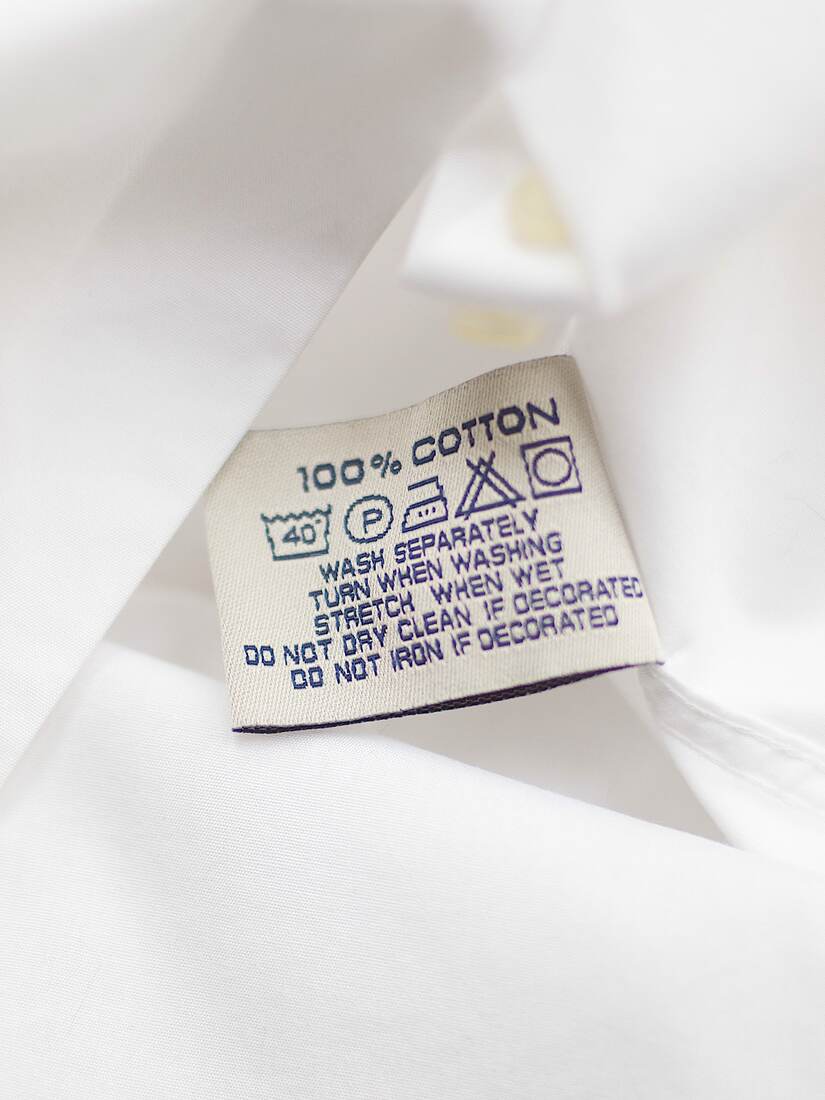 100% COTTON
40° P
WASH SEPARATELY
TURN WHEN WASHING
STRETCH WHEN WET
DO NOT DRY CLEAN IF DECORATED
DO NOT IRON IF DECORATED